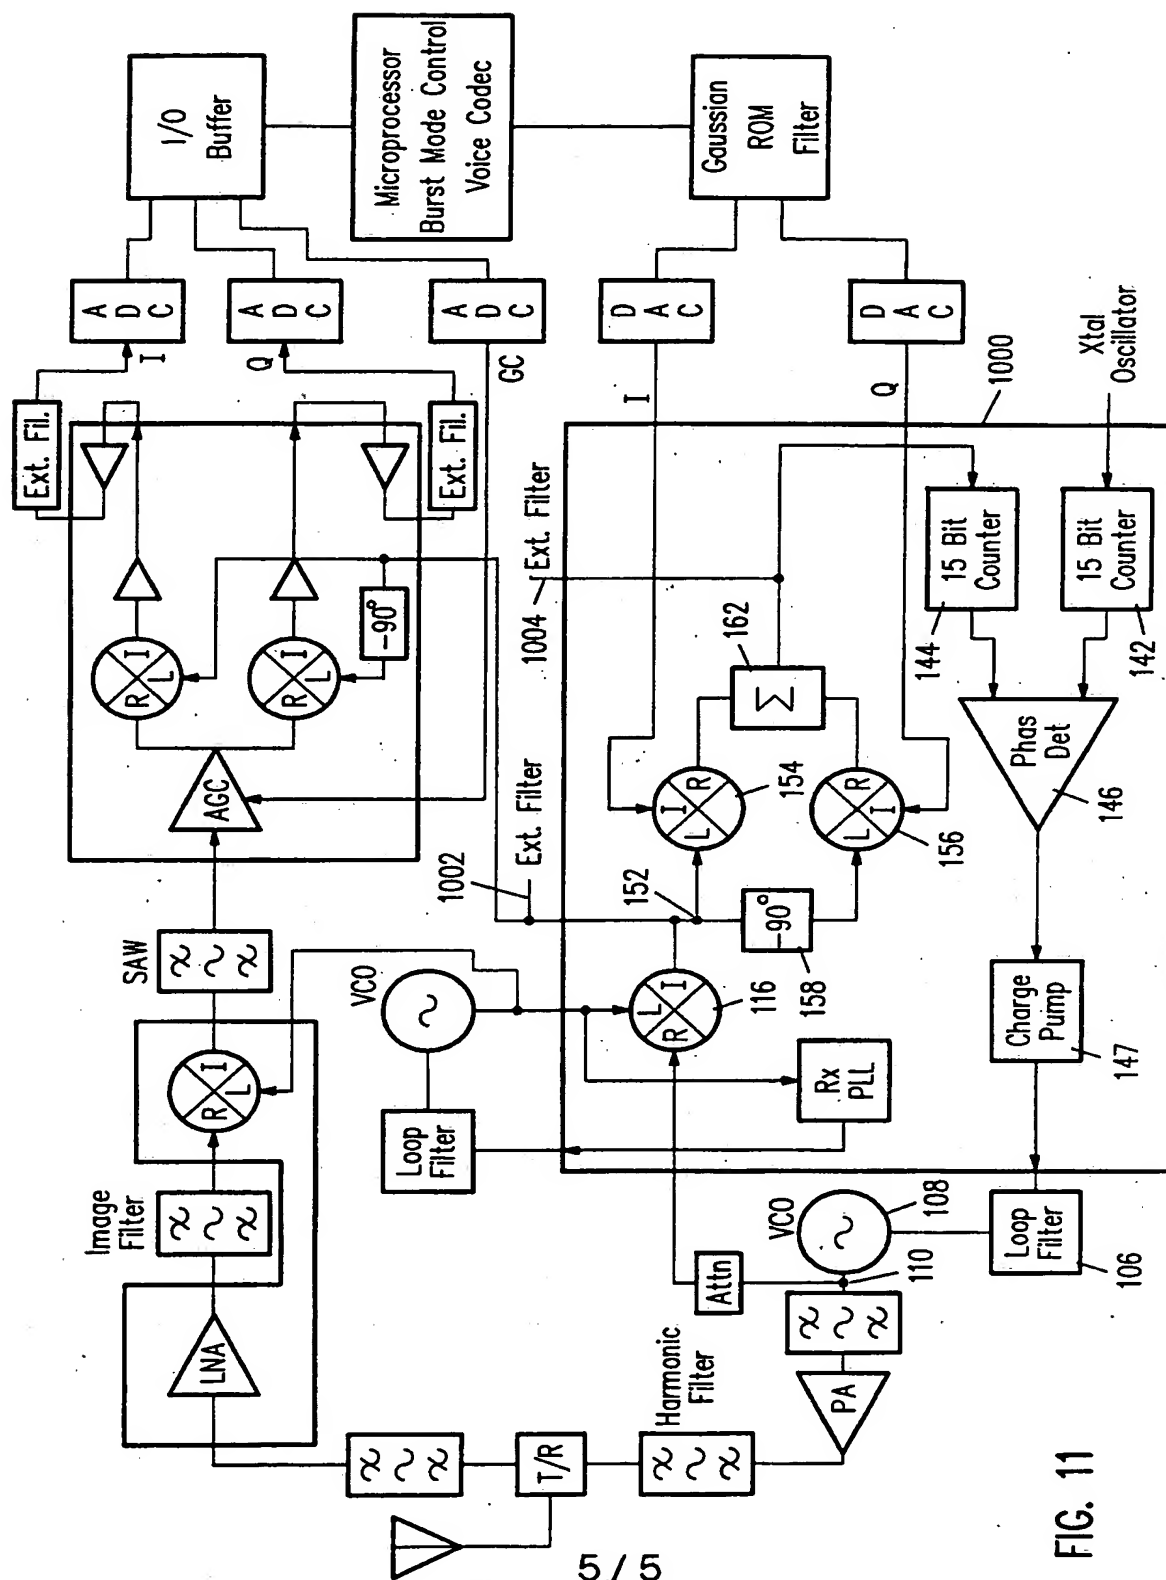 I/O
Buffer
Microprocessor
Burst Mode Control
Voice Codec
Gaussian
ROM
Filter
A
D
C
A
D
C
A
D
C
D
A
C
D
A
C
I
Q
GC
I
Q
Xtal
Oscillator
Ext. Fil.
Ext. Fil.
1000
Ext. Filter
1004
15 Bit
Counter
144
15 Bit
Counter
142
-90°
R
I
L
R
I
L
AGC
Ext. Filter
1002
162
Σ
I
R
L
154
L
R
I
156
152
-90°
158
Phas
Det
146
SAW
VCO
L
I
R
116
Charge
Pump
147
R
I
L
Rx
PLL
Loop
Filter
Image
Filter
VCO
108
110
Loop
Filter
106
Attn
LNA
Harmonic
Filter
PA
T/R
FIG. 11
5 / 5